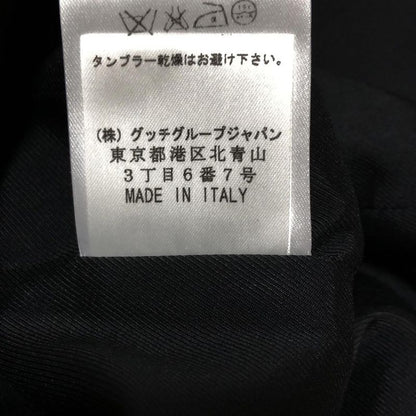 タンブラー乾燥はお避け下さい。
(株) グッチグループジャパン
東京都港区北青山
3丁目6番7号
MADE IN ITALY